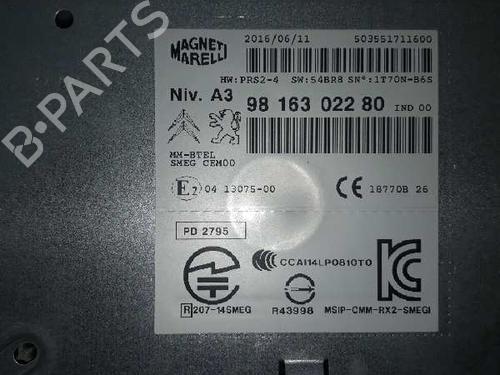 MAGNETI MARELLI
2016/06/11 503551711600
HW:PRS2-4 SW:54BR8 SN°:1T70N-B6S
Niv. A3 98 163 022 80 IND 00
MM-BTEL
SMEG CEM00
E2 04 13075-00 CE 18770B 26
PD 2795
CCAI14LP0810T0
R 207-14SMEG R43998 MSIP-CMM-RX2-SMEGI